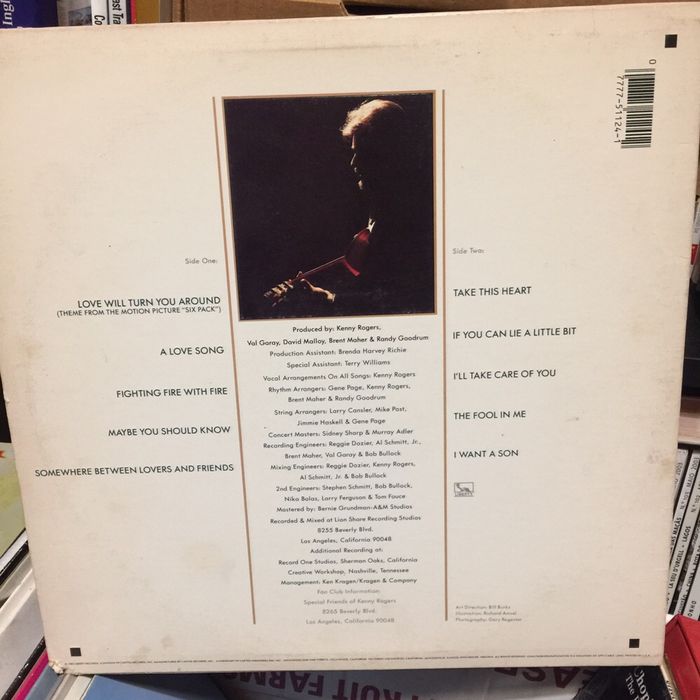 0
7777-51124-1
Side One:
LOVE WILL TURN YOU AROUND
(THEME FROM THE MOTION PICTURE "SIX PACK")
A LOVE SONG
FIGHTING FIRE WITH FIRE
MAYBE YOU SHOULD KNOW
SOMEWHERE BETWEEN LOVERS AND FRIENDS
Produced by: Kenny Rogers,
Val Garay, David Malloy, Brent Maher & Randy Goodrum
Production Assistant: Brenda Harvey Richie
Special Assistant: Terry Williams
Vocal Arrangements On All Songs: Kenny Rogers
Rhythm Arrangers: Gene Page, Kenny Rogers,
Brent Maher & Randy Goodrum
String Arrangers: Larry Cansler, Mike Post,
Jimmie Haskell & Gene Page
Concert Masters: Sidney Sharp & Murray Adler
Recording Engineers: Reggie Dozier, Al Schmitt, Jr.,
Brent Maher, Val Garay & Bob Bullock
Mixing Engineers: Reggie Dozier, Kenny Rogers,
Al Schmitt, Jr. & Bob Bullock
2nd Engineers: Stephen Schmitt, Bob Bullock,
Niko Bolas, Larry Ferguson & Tom Fouce
Mastered by: Bernie Grundman-A&M Studios
Recorded & Mixed at Lion Share Recording Studios
8255 Beverly Blvd.
Los Angeles, California 90048
Additional Recording at:
Record One Studios, Sherman Oaks, California
Creative Workshop, Nashville, Tennessee
Management: Ken Kragen/Kragen & Company
Fan Club Information:
Special Friends of Kenny Rogers
8265 Beverly Blvd.
Los Angeles, California 90048
Side Two:
TAKE THIS HEART
IF YOU CAN LIE A LITTLE BIT
I'LL TAKE CARE OF YOU
THE FOOL IN ME
I WANT A SON
LIBERTY
Art Direction: Bill Burks
Illustration: Richard Amsel
Photography: Gary Regester
FRUIT FARMS